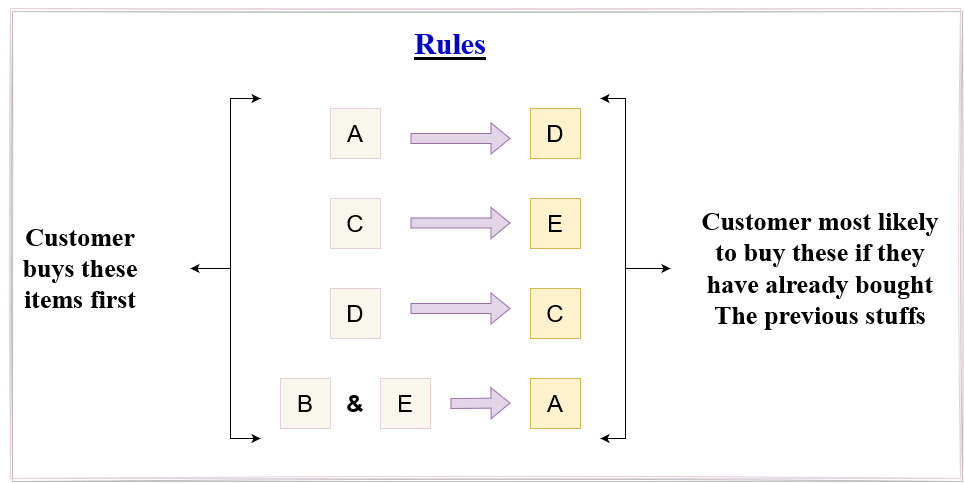 Rules
A D
C E
D C
B & E A
Customer
buys these
items first
Customer most likely
to buy these if they
have already bought
The previous stuffs